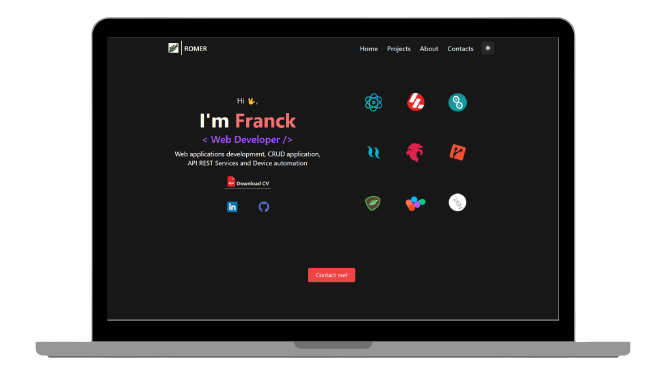 ROMER
Home Projects About Contacts
Hi 🖖,
I'm Franck
< Web Developer />
Web applications development, CRUD application,
API REST Services and Device automation
Download CV
in
Contact me!